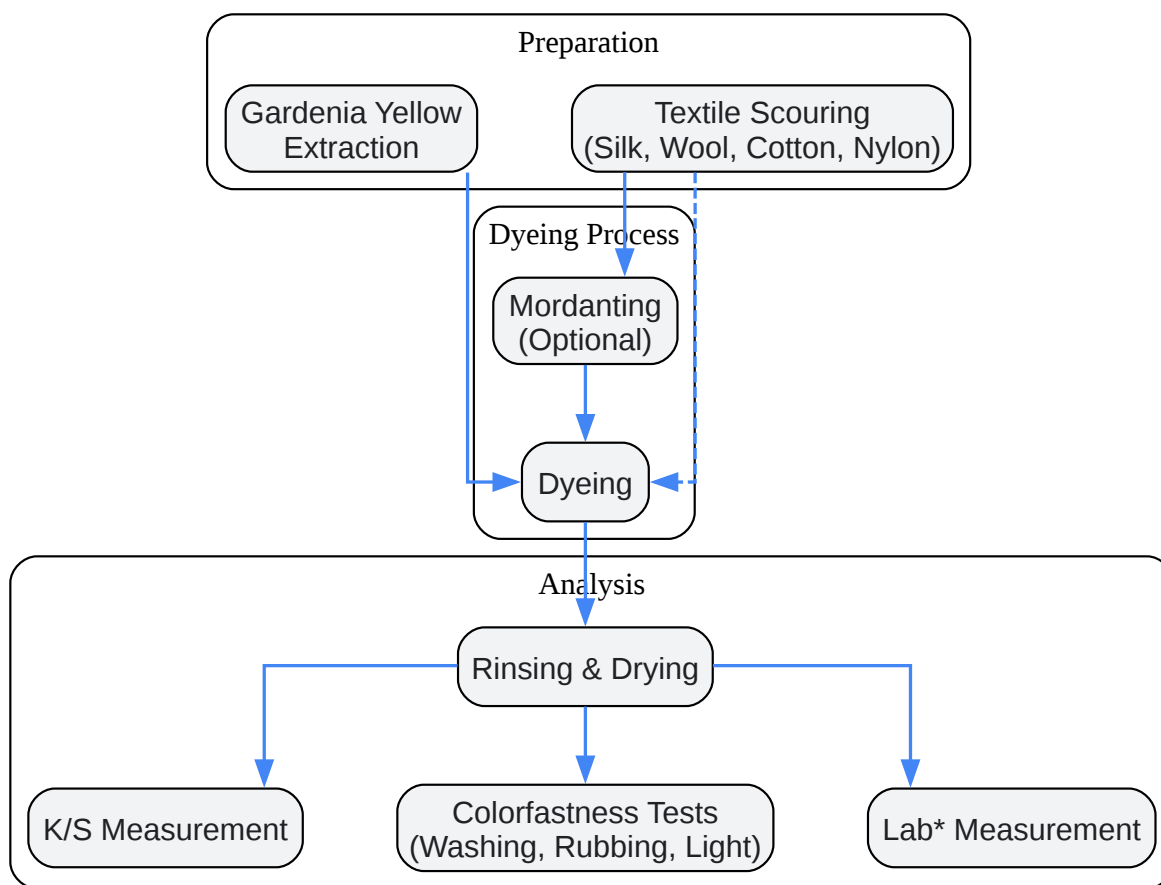 Preparation
Gardenia Yellow
Extraction
Textile Scouring
(Silk, Wool, Cotton, Nylon)
Dyeing Process
Mordanting
(Optional)
Dyeing
Analysis
Rinsing & Drying
K/S Measurement
Colorfastness Tests
(Washing, Rubbing, Light)
Lab* Measurement